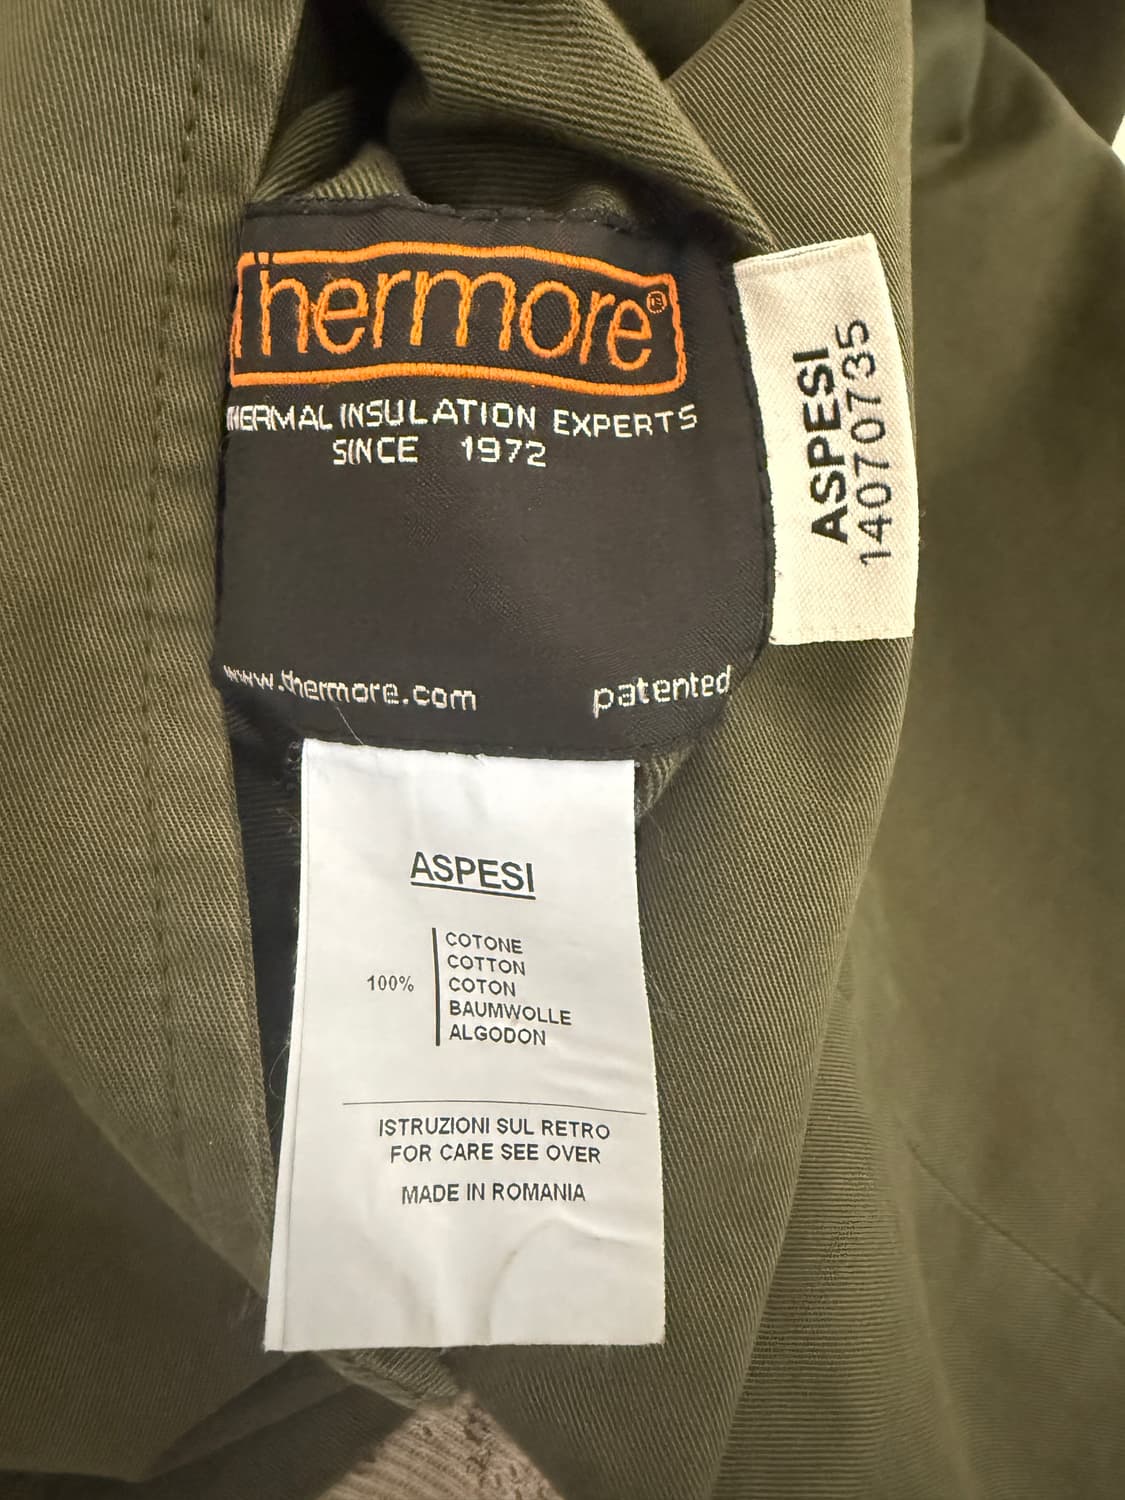 Thermore®
THERMAL INSULATION EXPERTS
SINCE 1972
www.thermore.com
patented
ASPESI
14070735
ASPESI
100%
COTONE
COTTON
COTON
BAUMWOLLE
ALGODON
ISTRUZIONI SUL RETRO
FOR CARE SEE OVER
MADE IN ROMANIA